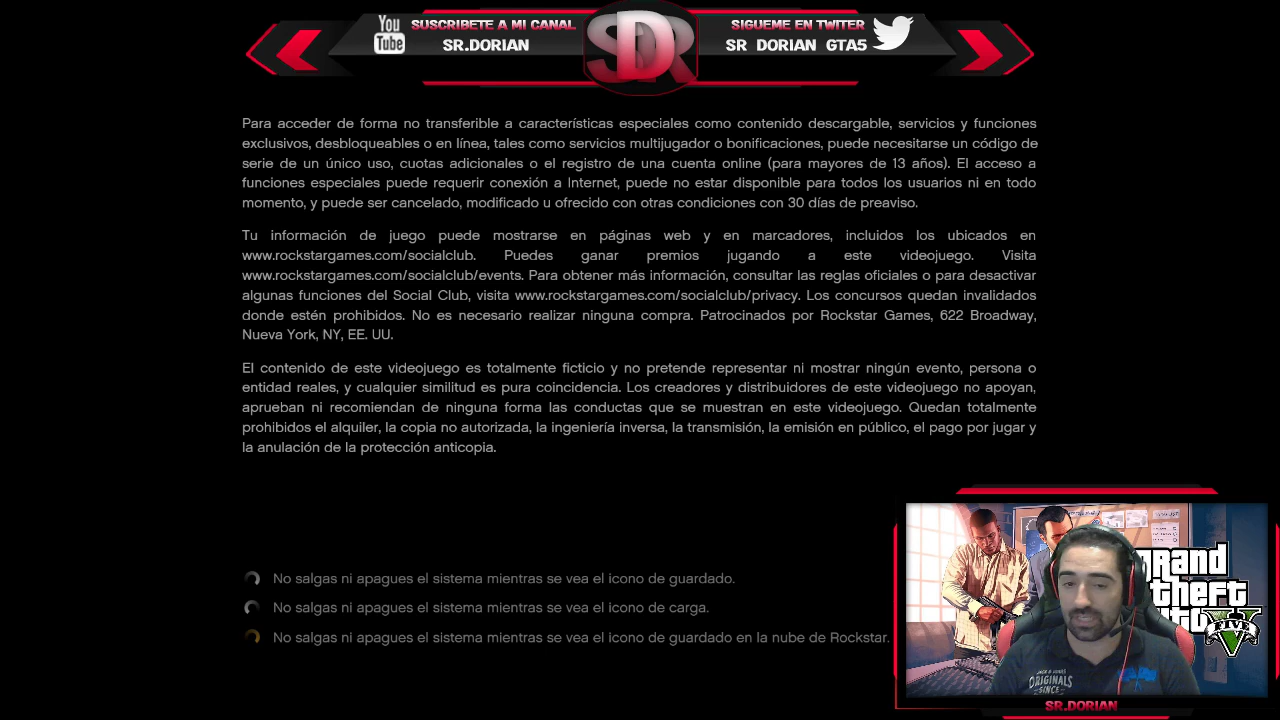 You
Tube
SUSCRIBETE A MI CANAL
SR.DORIAN
SDR
SIGUEME EN TWITER
SR DORIAN GTA5
Para acceder de forma no transferible a características especiales como contenido descargable, servicios y funciones
exclusivos, desbloqueables o en línea, tales como servicios multijugador o bonificaciones, puede necesitarse un código de
serie de un único uso, cuotas adicionales o el registro de una cuenta online (para mayores de 13 años). El acceso a
funciones especiales puede requerir conexión a Internet, puede no estar disponible para todos los usuarios ni en todo
momento, y puede ser cancelado, modificado u ofrecido con otras condiciones con 30 días de preaviso.
Tu información de juego puede mostrarse en páginas web y en marcadores, incluidos los ubicados en
www.rockstargames.com/socialclub. Puedes ganar premios jugando a este videojuego. Visita
www.rockstargames.com/socialclub/events. Para obtener más información, consultar las reglas oficiales o para desactivar
algunas funciones del Social Club, visita www.rockstargames.com/socialclub/privacy. Los concursos quedan invalidados
donde estén prohibidos. No es necesario realizar ninguna compra. Patrocinados por Rockstar Games, 622 Broadway,
Nueva York, NY, EE. UU.
El contenido de este videojuego es totalmente ficticio y no pretende representar ni mostrar ningún evento, persona o
entidad reales, y cualquier similitud es pura coincidencia. Los creadores y distribuidores de este videojuego no apoyan,
aprueban ni recomiendan de ninguna forma las conductas que se muestran en este videojuego. Quedan totalmente
prohibidos el alquiler, la copia no autorizada, la ingeniería inversa, la transmisión, la emisión en público, el pago por jugar y
la anulación de la protección anticopia.
No salgas ni apagues el sistema mientras se vea el icono de guardado.
No salgas ni apagues el sistema mientras se vea el icono de carga.
No salgas ni apagues el sistema mientras se vea el icono de guardado en la nube de Rockstar.
grand
theft
FIVE
JACK & JONES
ORIGINALS
SINCE
SR.DORIAN